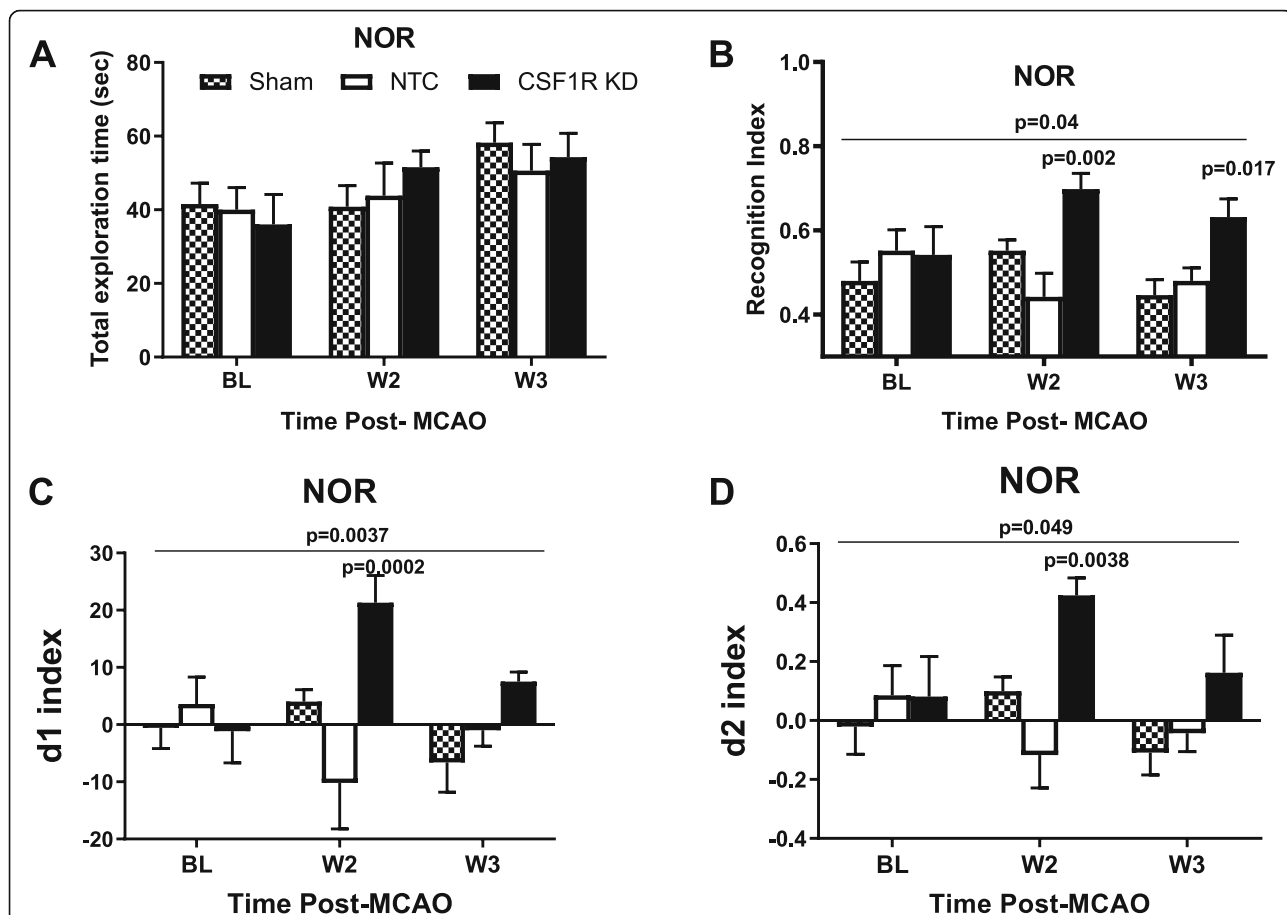 A
NOR
Total exploration time (sec)
80
60
40
20
0
Sham NTC CSF1R KD
BL W2 W3
Time Post- MCAO
B
NOR
Recognition Index
1.0
0.8
0.6
0.4
p=0.04
p=0.002
p=0.017
BL W2 W3
Time Post- MCAO
C
NOR
d1 index
30
20
10
0
-10
-20
p=0.0037
p=0.0002
BL W2 W3
Time Post-MCAO
D
NOR
d2 index
0.6
0.4
0.2
0.0
-0.2
-0.4
p=0.049
p=0.0038
BL W2 W3
Time Post-MCAO